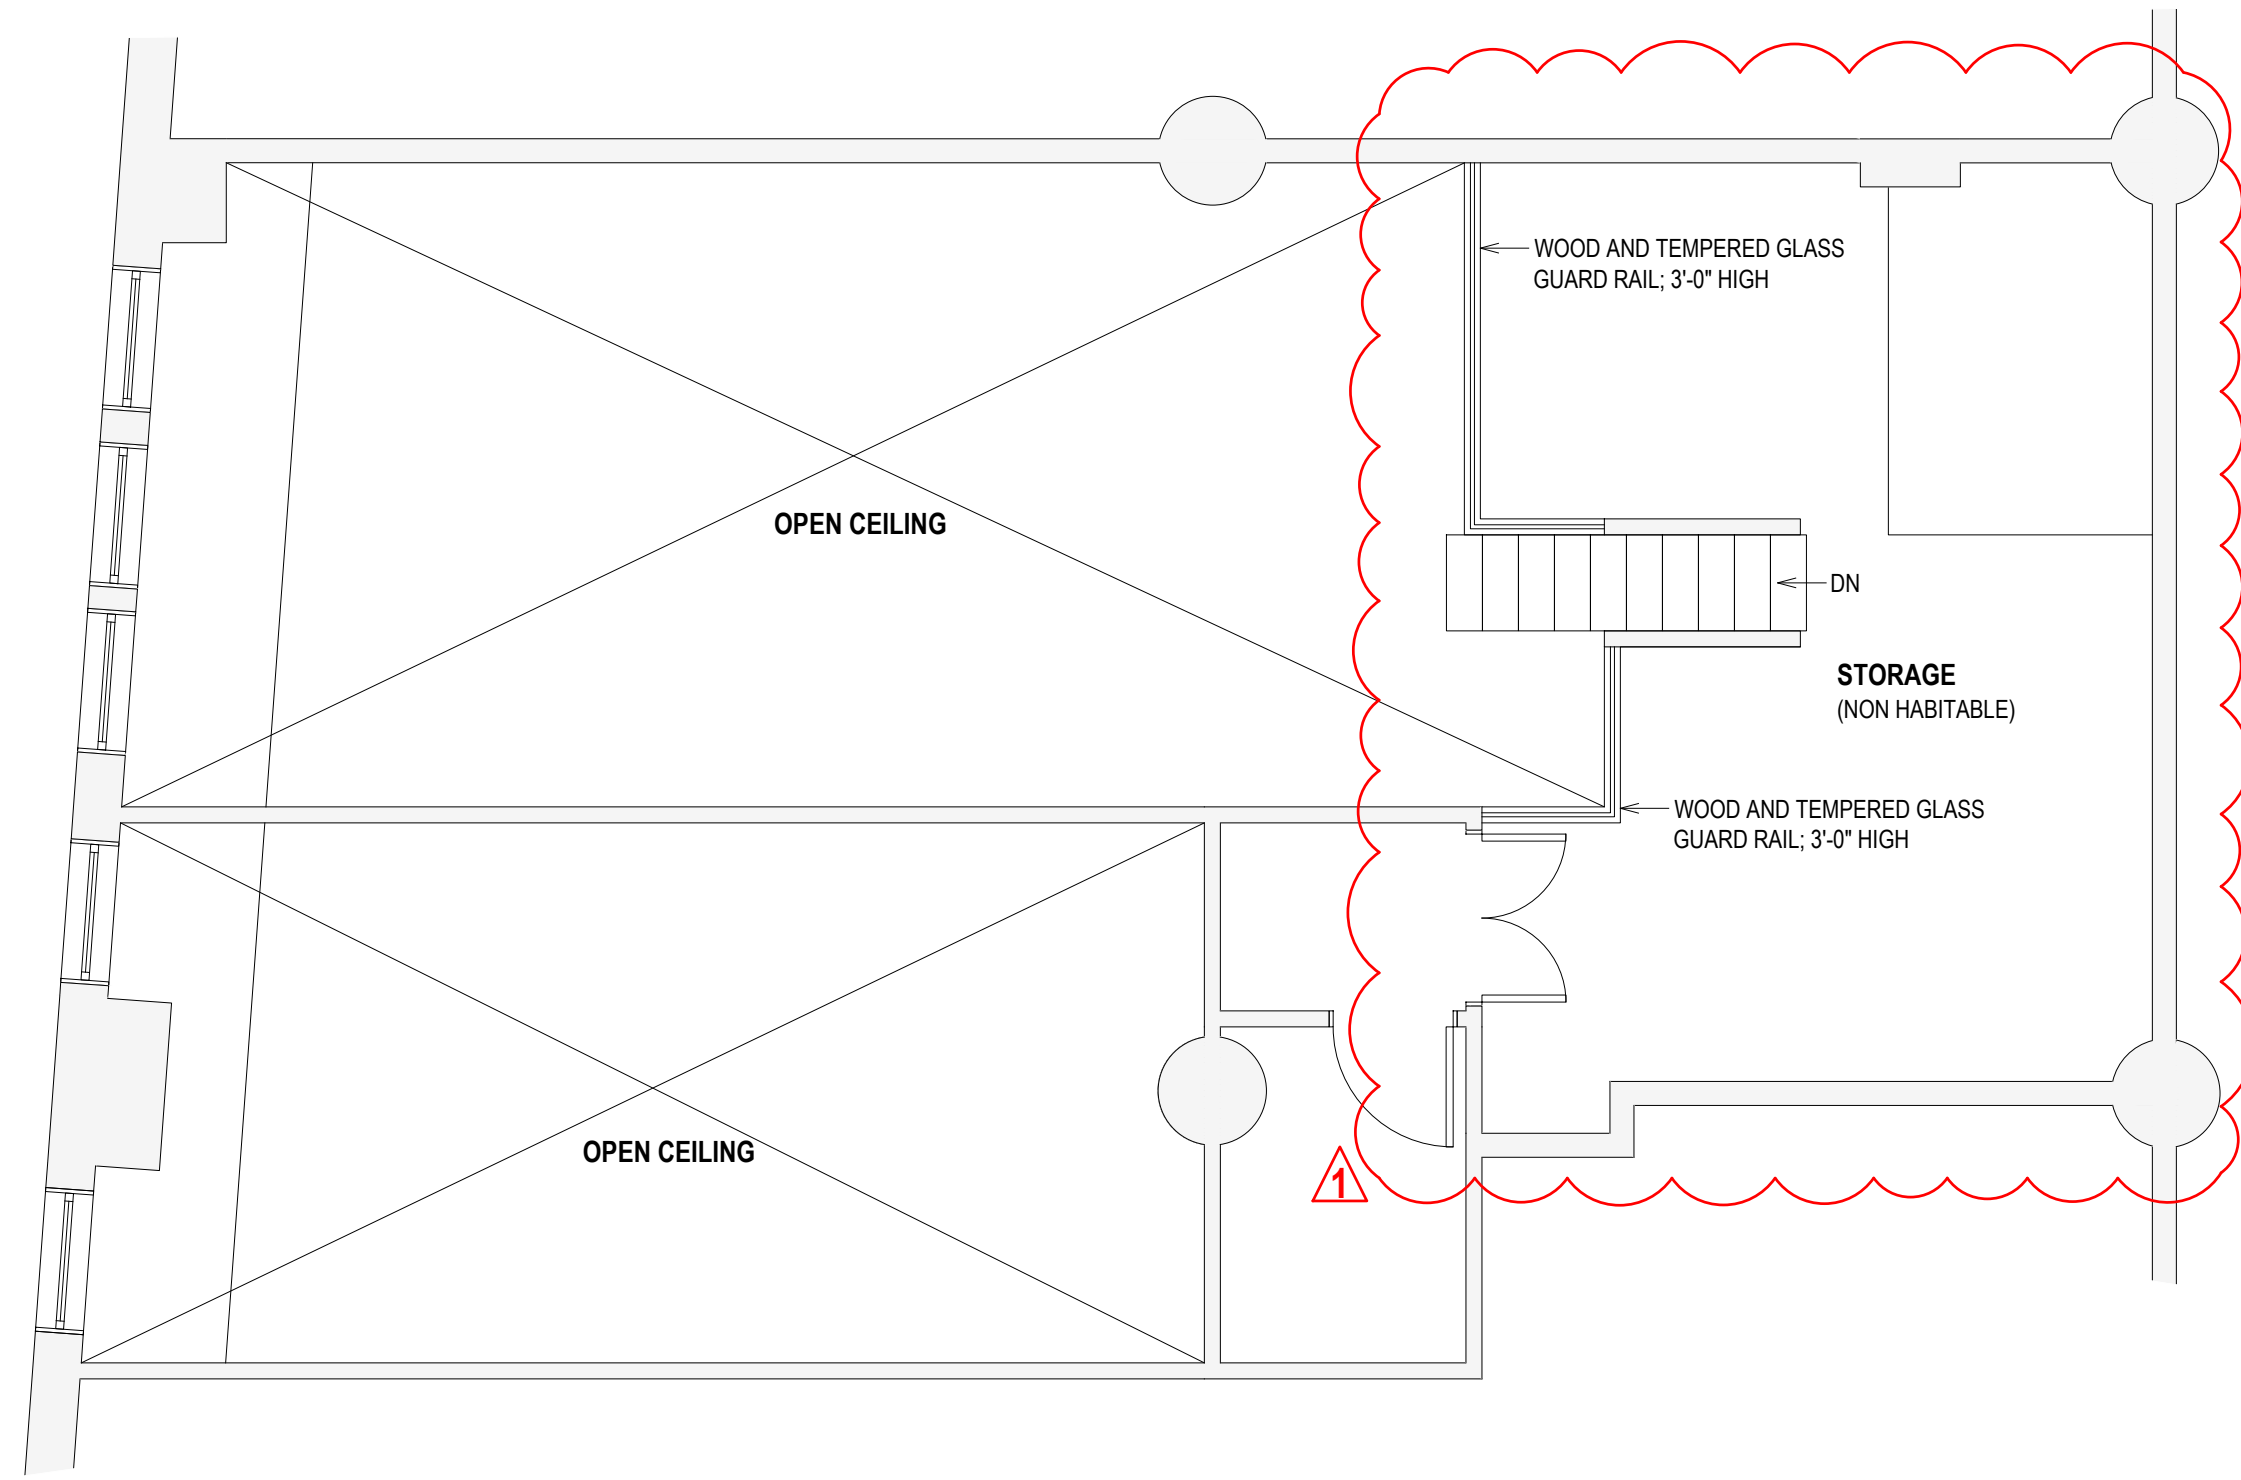 WOOD AND TEMPERED GLASS
GUARD RAIL; 3'-0" HIGH
OPEN CEILING
DN
STORAGE
(NON HABITABLE)
WOOD AND TEMPERED GLASS
GUARD RAIL; 3'-0" HIGH
OPEN CEILING
1